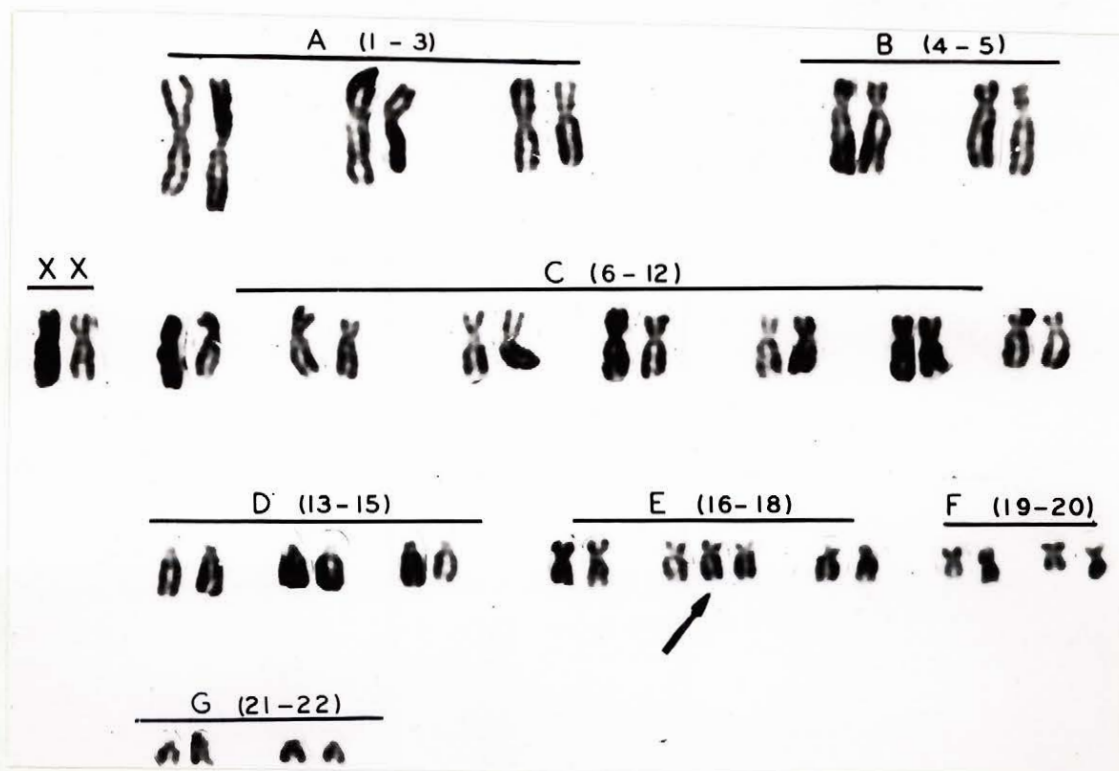 A (1-3)
B (4-5)
X X
C (6-12)
D (13-15)
E (16-18)
F (19-20)
G (21-22)